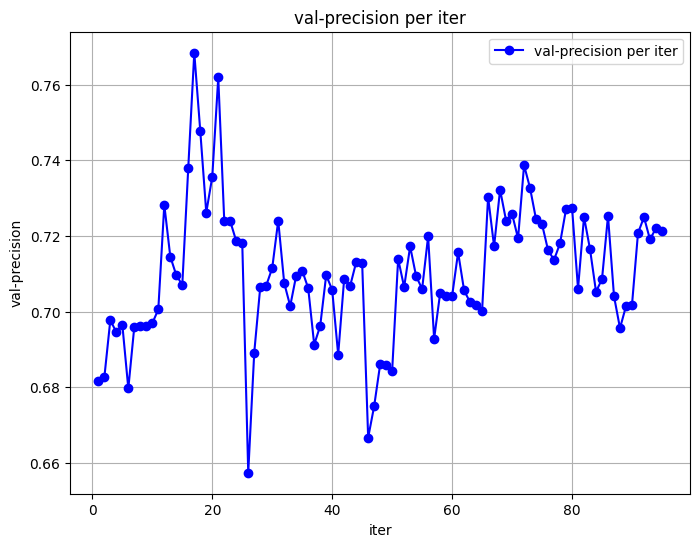 val-precision per iter
val-precision per iter
0.76
0.74
0.72
0.70
0.68
0.66
val-precision
0
20
40
60
80
iter